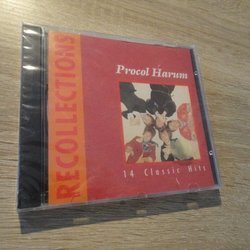 RECOLLECTIONS
Procol Harum
14 Classic Hits